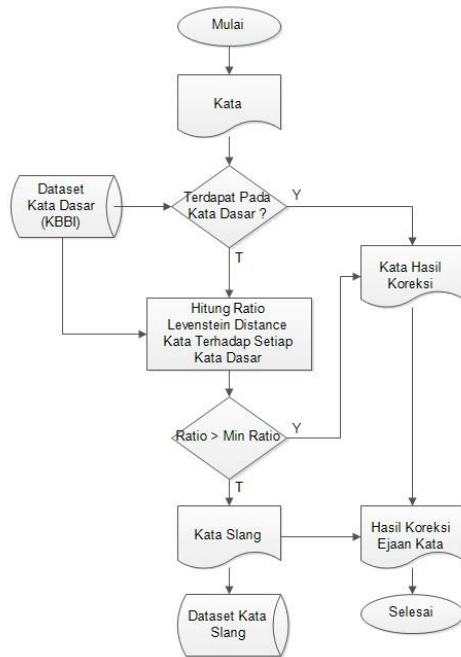 Mulai
Kata
Dataset
Kata Dasar
(KBBI)
Terdapat Pada
Kata Dasar ?
Y
T
Kata Hasil
Koreksi
Hitung Ratio
Levenstein Distance
Kata Terhadap Setiap
Kata Dasar
Ratio > Min Ratio
Y
T
Kata Slang
Hasil Koreksi
Ejaan Kata
Dataset Kata
Slang
Selesai